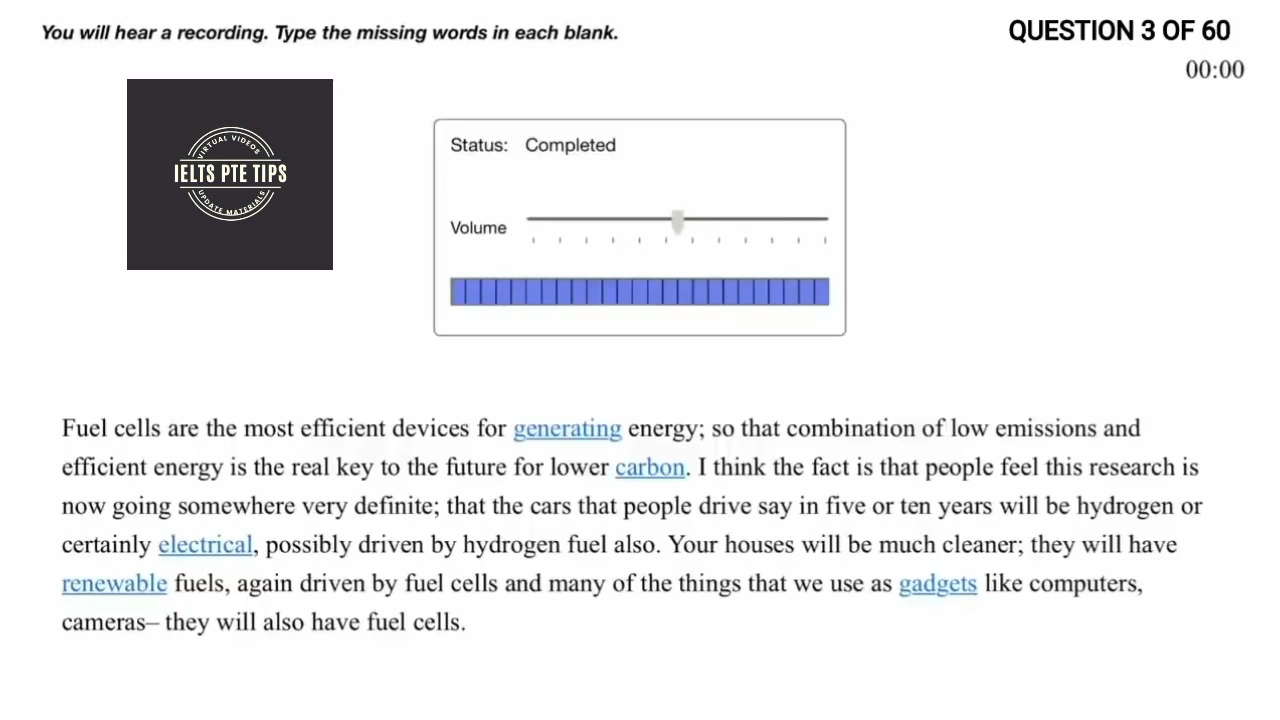 You will hear a recording. Type the missing words in each blank.
QUESTION 3 OF 60
00:00
VIRTUAL VIDEOS
IELTS PTE TIPS
UPDATE MATERIALS
Status: Completed
Volume
Fuel cells are the most efficient devices for generating energy; so that combination of low emissions and
efficient energy is the real key to the future for lower carbon. I think the fact is that people feel this research is
now going somewhere very definite; that the cars that people drive say in five or ten years will be hydrogen or
certainly electrical, possibly driven by hydrogen fuel also. Your houses will be much cleaner; they will have
renewable fuels, again driven by fuel cells and many of the things that we use as gadgets like computers,
cameras– they will also have fuel cells.